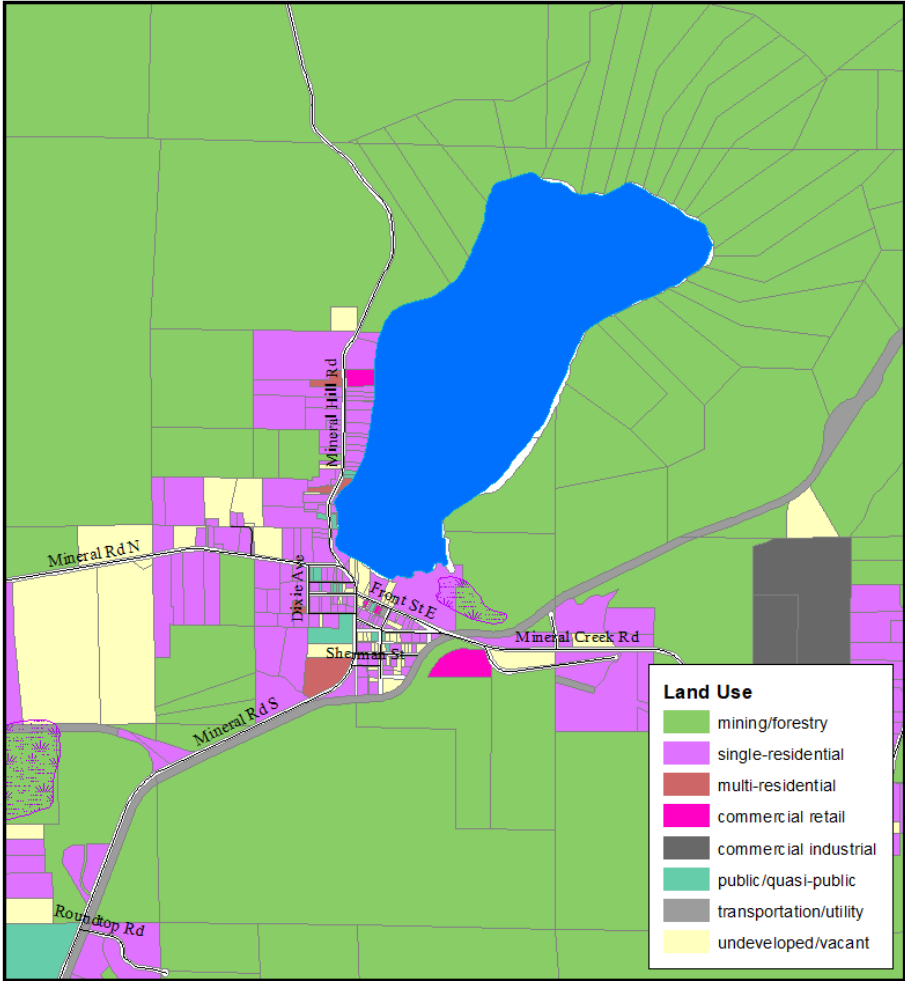 Mineral Hill Rd
Mineral Rd N
Dixie Ave
Front St E
Mineral Creek Rd
Sherman St
Mineral Rd S
Roundtop Rd
Land Use
mining/forestry
single-residential
multi-residential
commercial retail
commercial industrial
public/quasi-public
transportation/utility
undeveloped/vacant